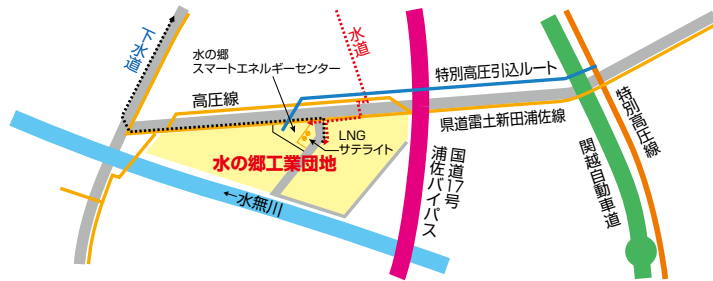 下水道
水の郷
スマートエネルギーセンター
水道
特別高圧引込ルート
高圧線
県道雷土新田浦佐線
特別高圧線
LNG
サテライト
水の郷工業団地
国道17号
浦佐バイパス
関越自動車道
←水無川